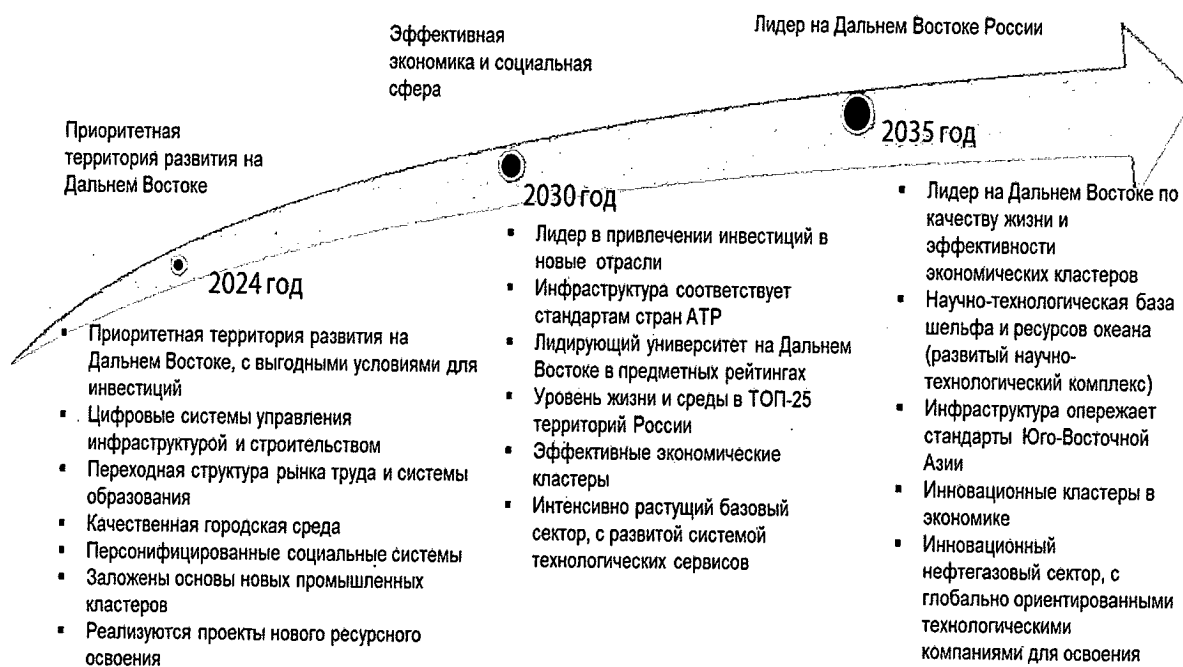 Приоритетная
территория развития на
Дальнем Востоке
Эффективная
экономика и социальная
сфера
Лидер на Дальнем Востоке России
2024 год
▪ Приоритетная территория развития на
Дальнем Востоке, с выгодными условиями для
инвестиций
▪ Цифровые системы управления
инфраструктурой и строительством
▪ Переходная структура рынка труда и системы
образования
▪ Качественная городская среда
▪ Персонифицированные социальные системы
▪ Заложены основы новых промышленных
кластеров
▪ Реализуются проекты нового ресурсного
освоения
2030 год
▪ Лидер в привлечении инвестиций в
новые отрасли
▪ Инфраструктура соответствует
стандартам стран АТР
▪ Лидирующий университет на Дальнем
Востоке в предметных рейтингах
▪ Уровень жизни и среды в ТОП-25
территорий России
▪ Эффективные экономические
кластеры
▪ Интенсивно растущий базовый
сектор, с развитой системой
технологических сервисов
2035 год
▪ Лидер на Дальнем Востоке по
качеству жизни и
эффективности
экономических кластеров
▪ Научно-технологическая база
шельфа и ресурсов океана
(развитый научно-
технологический комплекс)
▪ Инфраструктура опережает
стандарты Юго-Восточной
Азии
▪ Инновационные кластеры в
экономике
▪ Инновационный
нефтегазовый сектор, с
глобально ориентированными
технологическими
компаниями для освоения